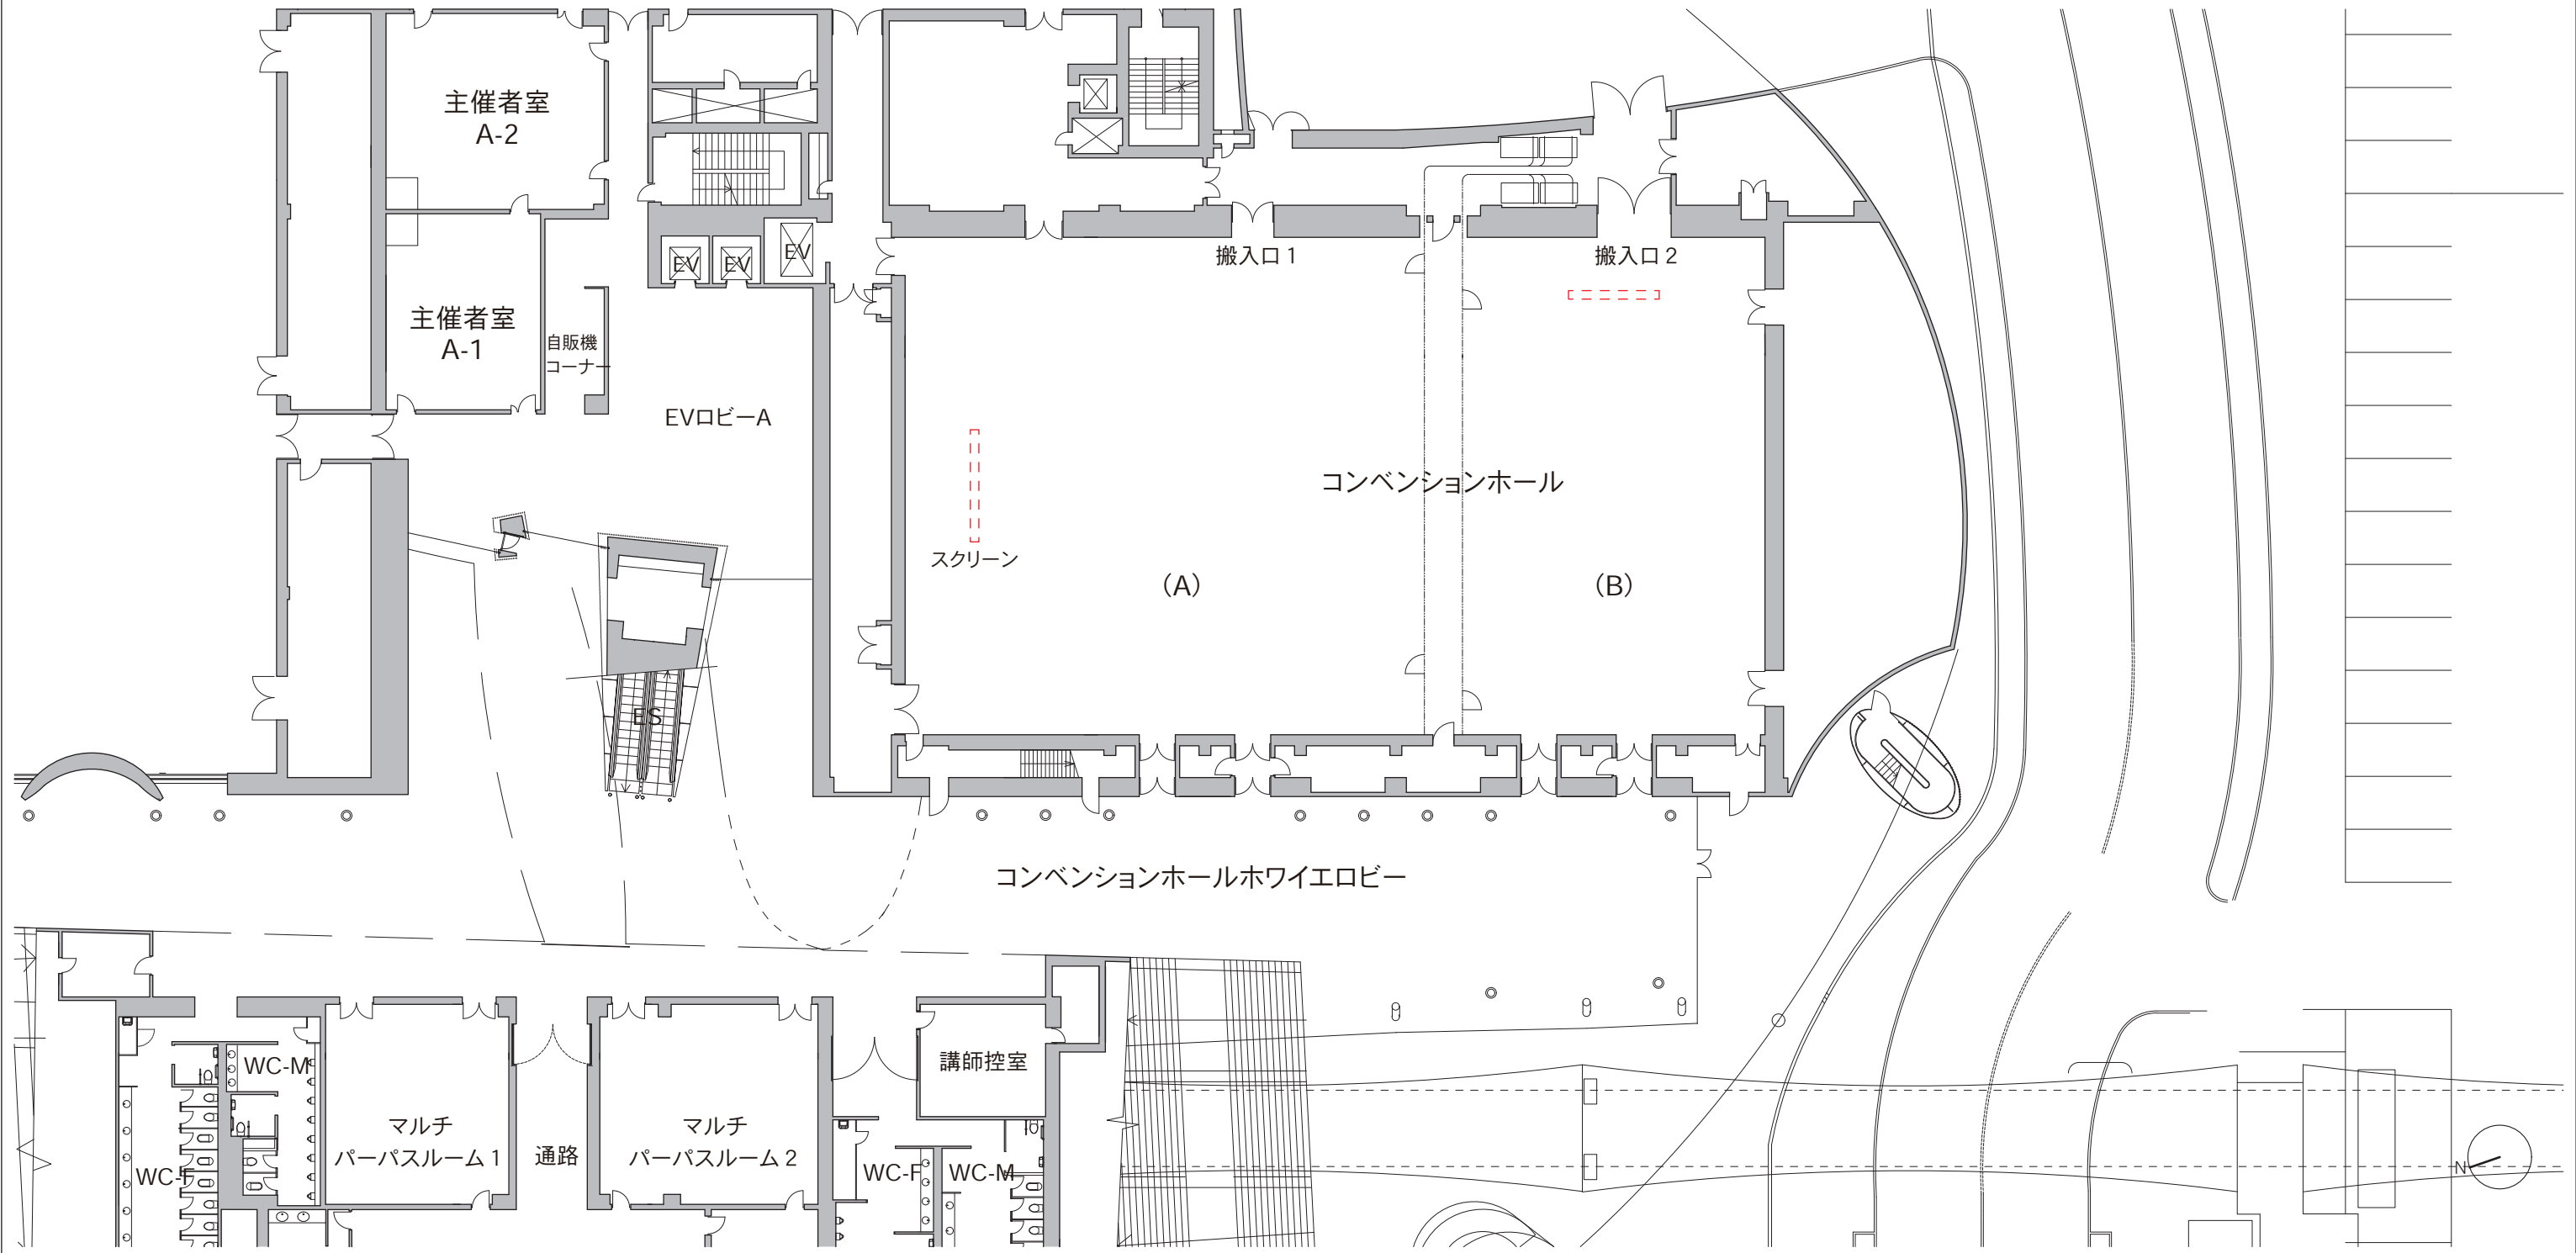 主催者室
A-2
主催者室
A-1
自販機
コーナー
EV
EV
EV
EVロビーA
搬入口1
搬入口2
コンベンションホール
スクリーン
(A)
(B)
ES
コンベンションホールホワイエロビー
WC-M
WC-F
マルチ
パーパスルーム1
通路
マルチ
パーパスルーム2
講師控室
WC-F
WC-M
N